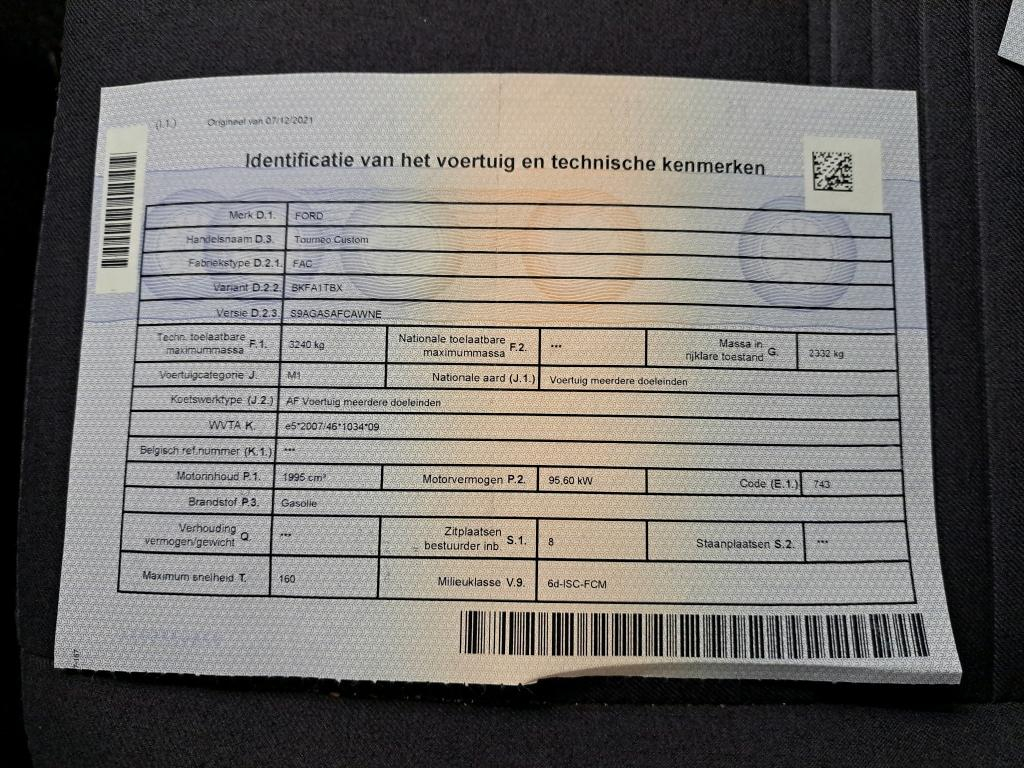 (I.1.) Origineel van 07/12/2021
Identificatie van het voertuig en technische kenmerken
Merk D.1. FORD
Handelsnaam D.3. Tourneo Custom
Fabriekstype D.2.1. FAC
Variant D.2.2. BKFA1TBX
Versie D.2.3. S9AGASAFCAWNE
Techn. toelaatbare maximummassa F.1. 3240 kg Nationale toelaatbare maximummassa F.2. *** Massa in rijklare toestand G. 2332 kg
Voertuigcategorie J. M1 Nationale aard (J.1.) Voertuig meerdere doeleinden
Koetswerktype (J.2.) AF Voertuig meerdere doeleinden
WVTA K. e5*2007/46*1034*09
Belgisch ref.nummer (K.1.) ***
Motorinhoud P.1. 1995 cm³ Motorvermogen P.2. 95,60 kW Code (E.1.) 743
Brandstof P.3. Gasolie
Verhouding vermogen/gewicht Q. *** Zitplaatsen bestuurder inb. S.1. 8 Staanplaatsen S.2. ***
Maximum snelheid T. 160 Milieuklasse V.9. 6d-ISC-FCM